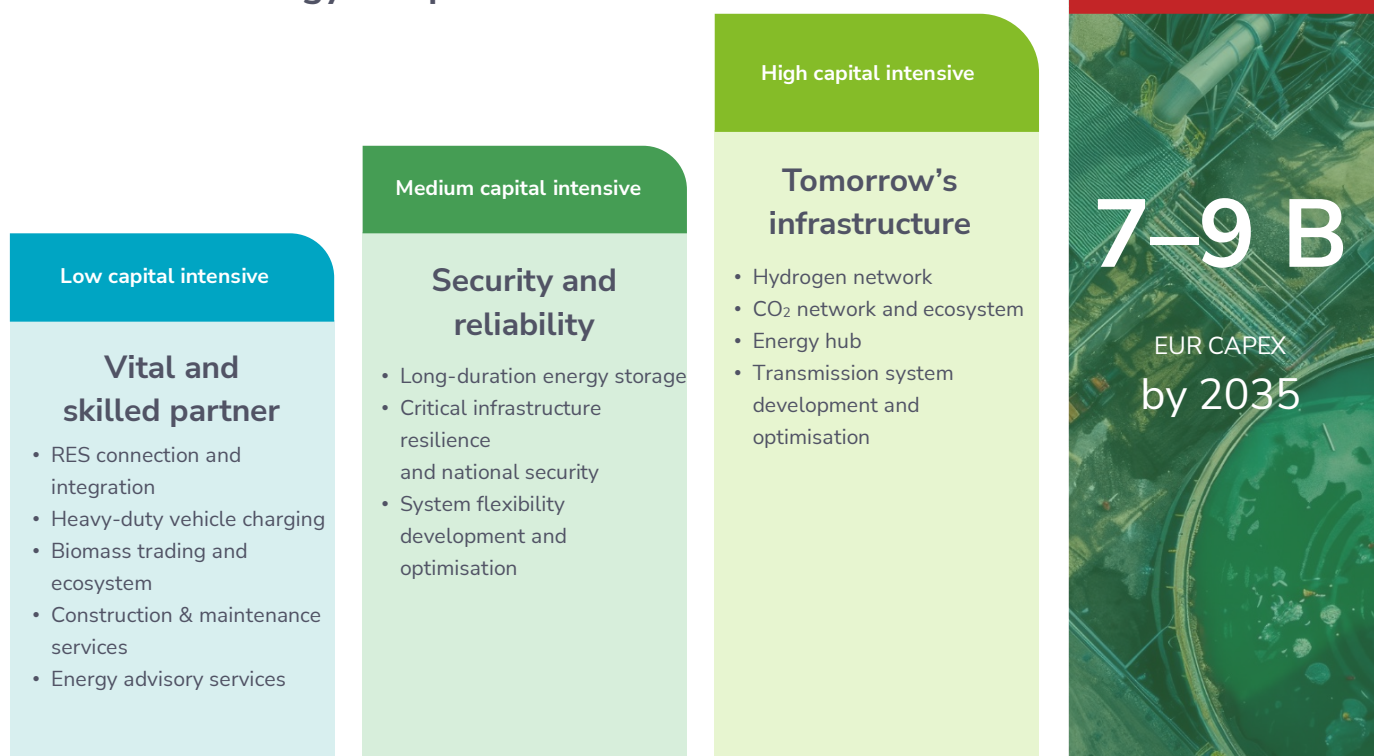 Low capital intensive
Vital and
skilled partner
• RES connection and
integration
• Heavy-duty vehicle charging
• Biomass trading and
ecosystem
• Construction & maintenance
services
• Energy advisory services
Medium capital intensive
Security and
reliability
• Long-duration energy storage
• Critical infrastructure
resilience
and national security
• System flexibility
development and
optimisation
High capital intensive
Tomorrow’s
infrastructure
• Hydrogen network
• CO₂ network and ecosystem
• Energy hub
• Transmission system
development and
optimisation
7–9 B
EUR CAPEX
by 2035